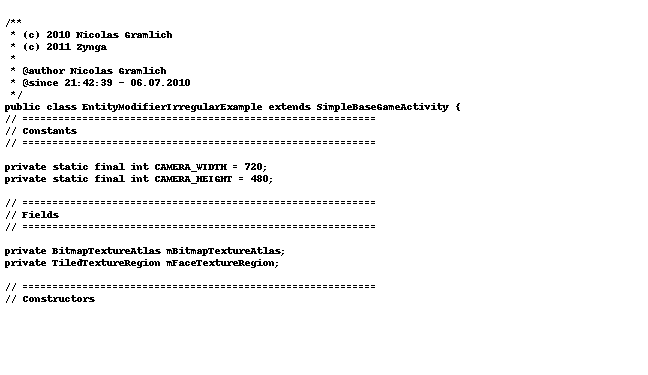 /**
 * (c) 2010 Nicolas Gramlich
 * (c) 2011 Zynga
 *
 * @author Nicolas Gramlich
 * @since 21:42:39 - 06.07.2010
 */
public class EntityModifierIrregularExample extends SimpleBaseGameActivity {
// ===========================================================
// Constants
// ===========================================================
private static final int CAMERA_WIDTH = 720;
private static final int CAMERA_HEIGHT = 480;
// ===========================================================
// Fields
// ===========================================================
private BitmapTextureAtlas mBitmapTextureAtlas;
private TiledTextureRegion mFaceTextureRegion;
// ===========================================================
// Constructors